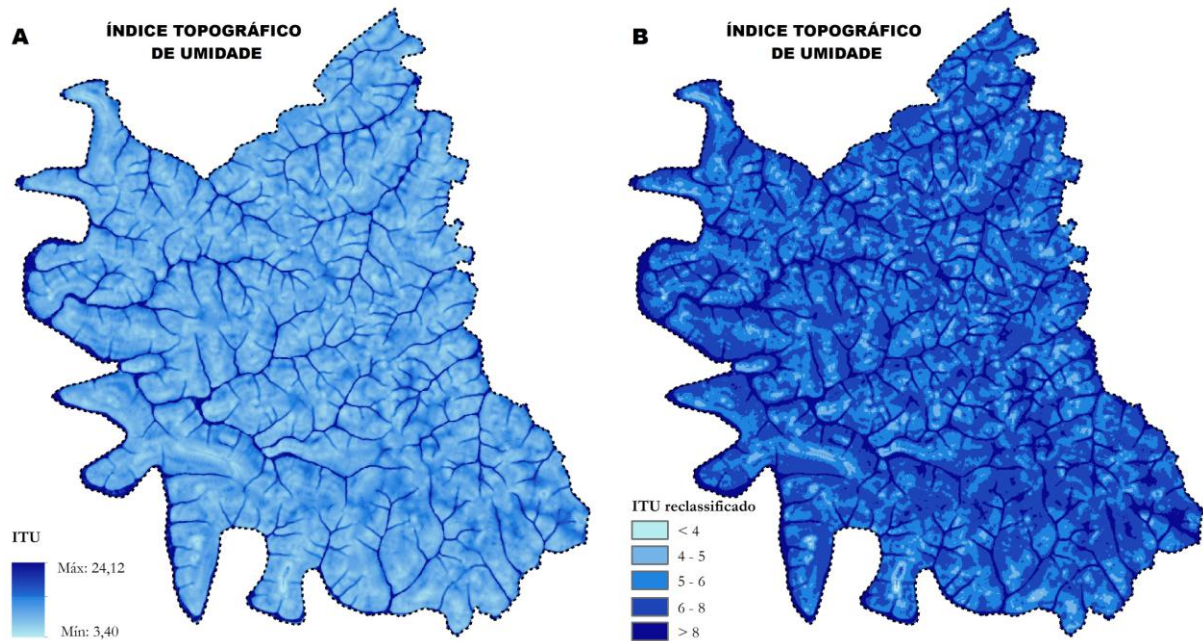 A
ÍNDICE TOPOGRÁFICO
DE UMIDADE
ITU
Máx: 24,12
Mín: 3,40
B
ÍNDICE TOPOGRÁFICO
DE UMIDADE
ITU reclassificado
< 4
4 - 5
5 - 6
6 - 8
> 8